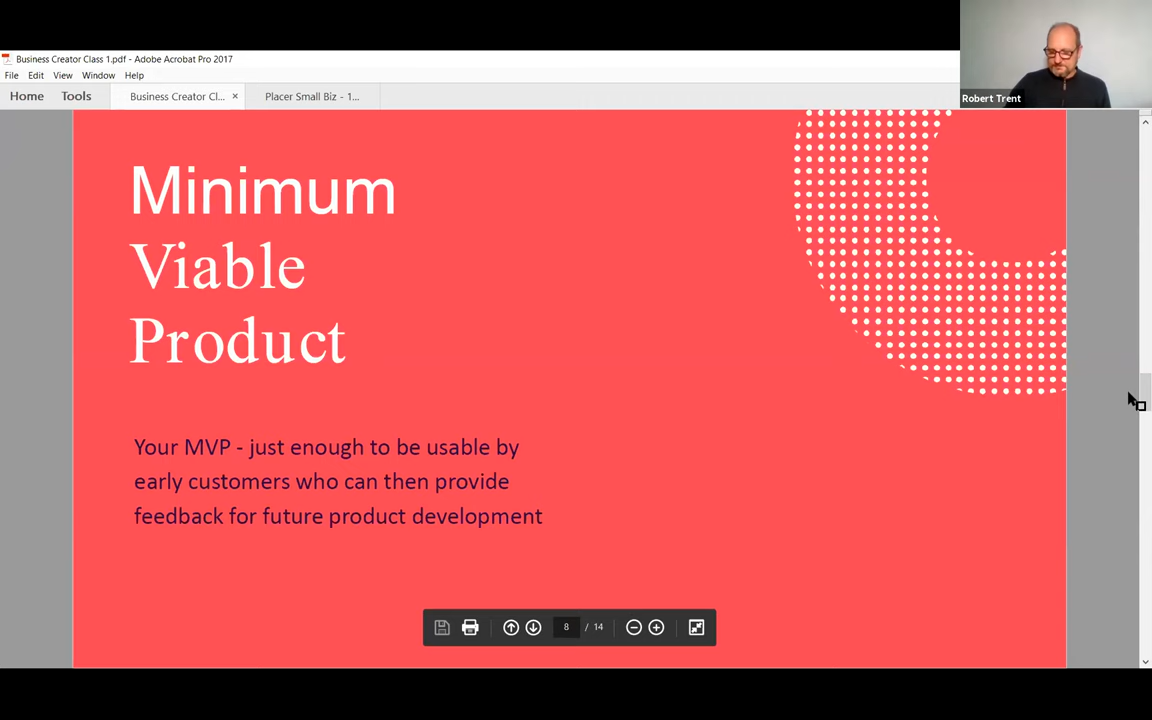 Business Creator Class 1.pdf - Adobe Acrobat Pro 2017
File Edit View Window Help
Home Tools Business Creator Cl... × Placer Small Biz - 1...
Robert Trent
Minimum
Viable
Product
Your MVP - just enough to be usable by
early customers who can then provide
feedback for future product development
8 / 14